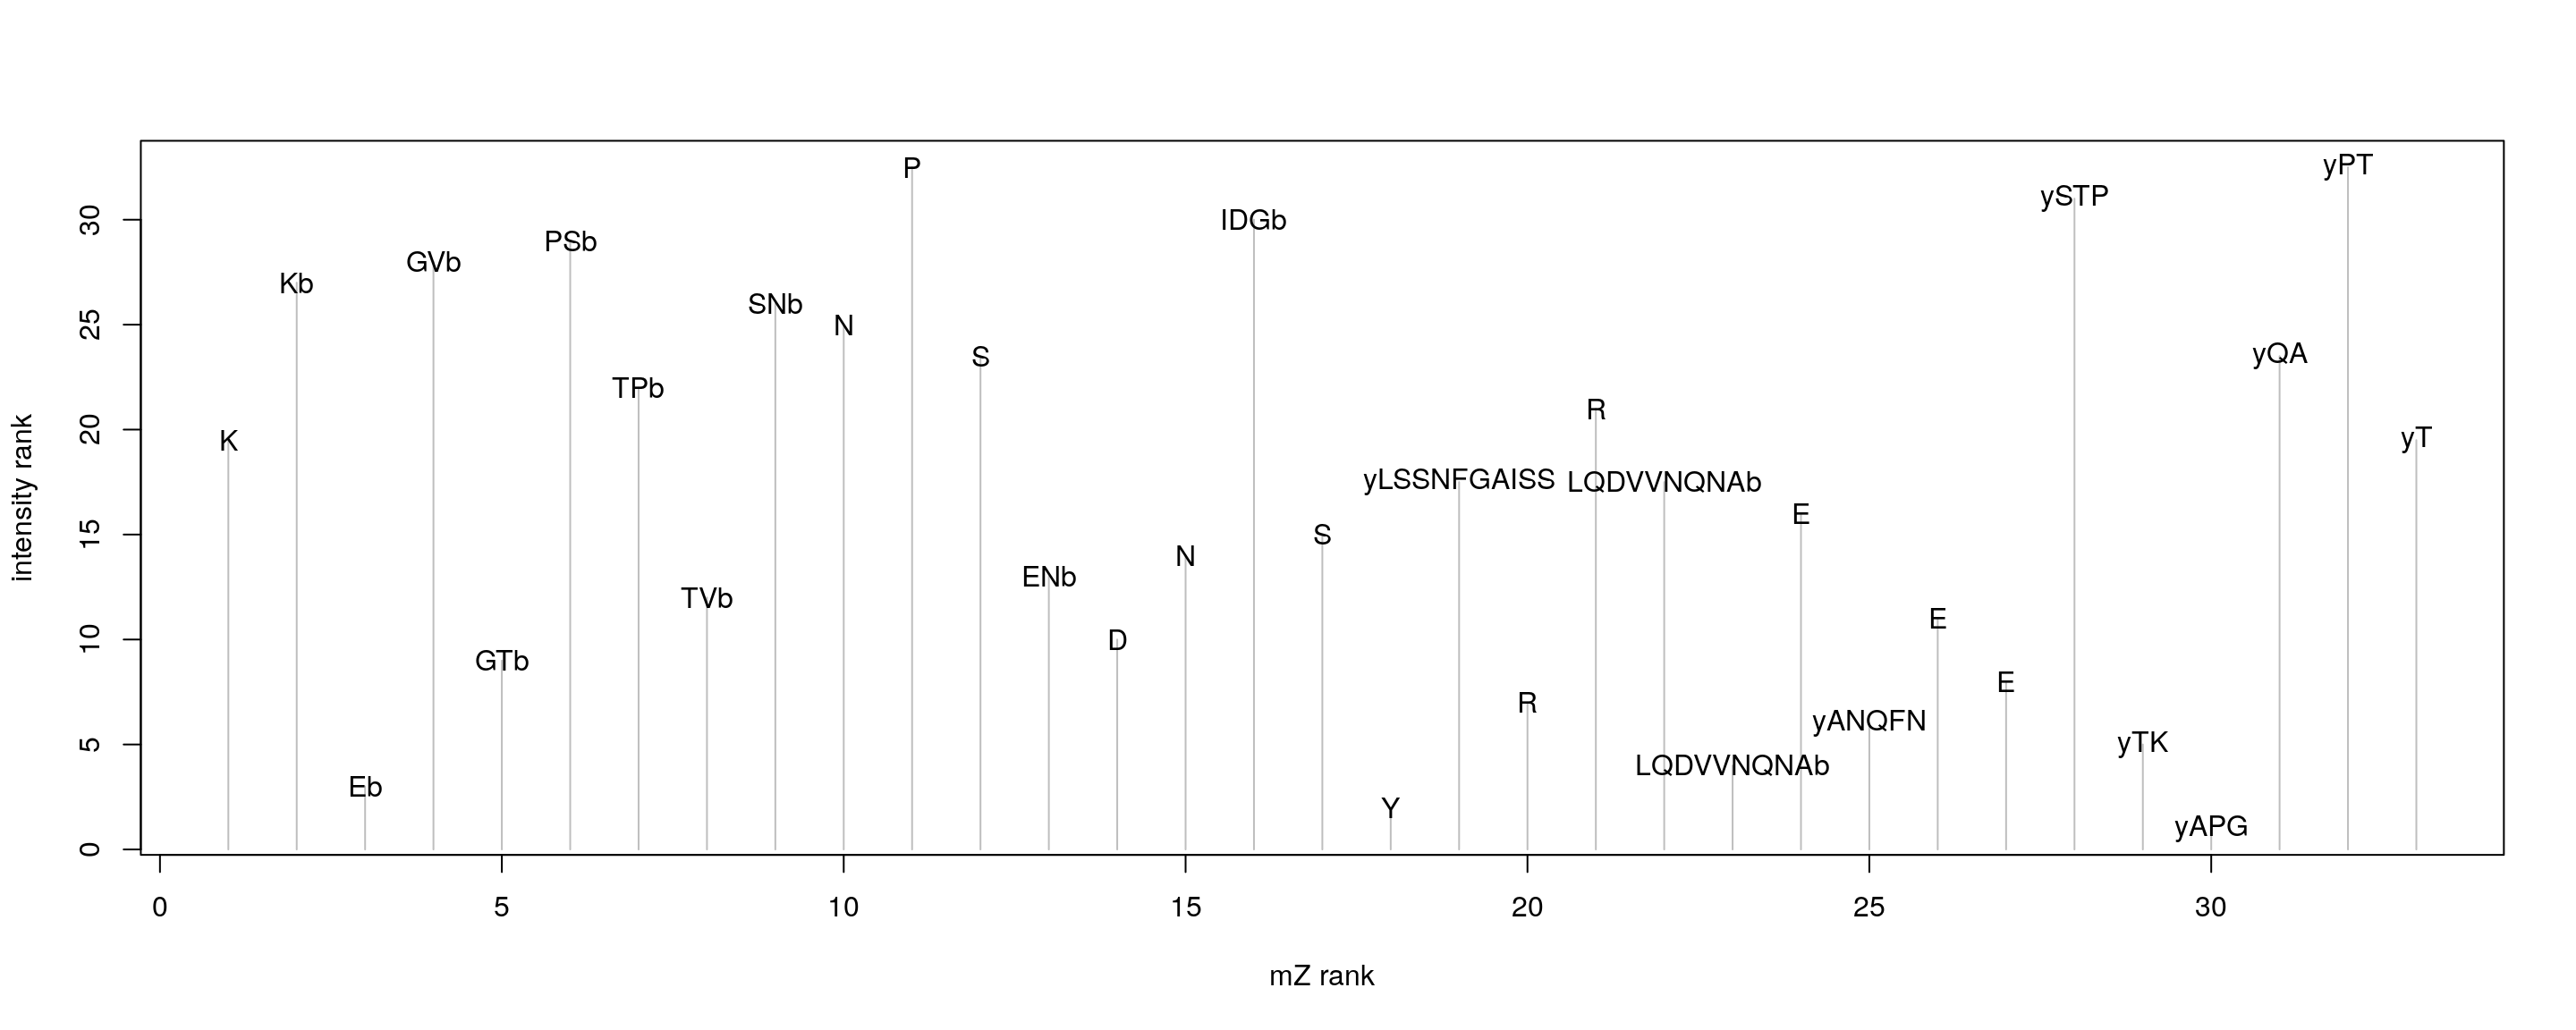 P
yPT
ySTP
IDGb
PSb
GVb
Kb
SNb
N
S
yQA
TPb
R
K
yT
yLSSNFGAISS
LQDVVNQNAb
E
S
N
ENb
TVb
E
D
GTb
E
R
yANQFN
yTK
LQDVVNQNAb
Eb
Y
yAPG
30
25
20
15
10
5
0
intensity rank
0 5 10 15 20 25 30
mZ rank